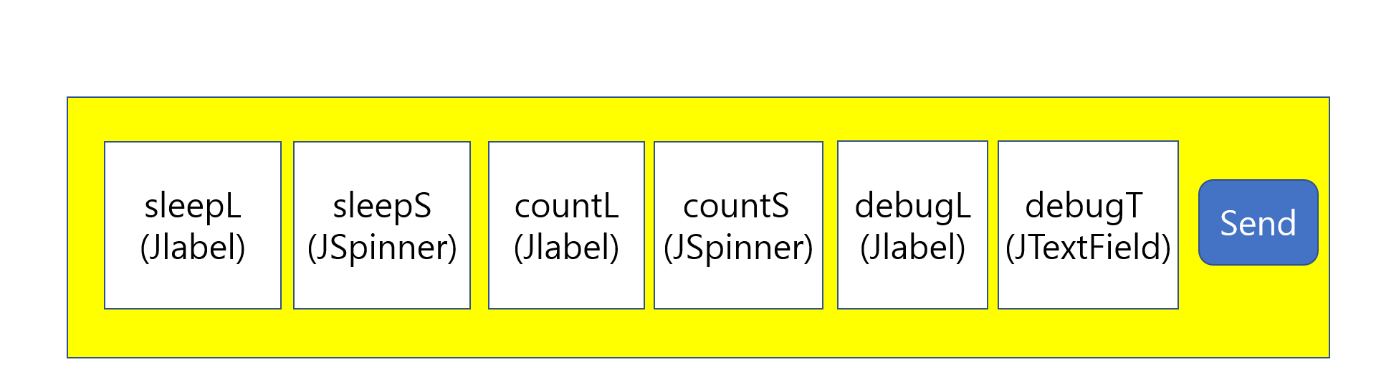 sleepL
(Jlabel)
sleepS
(JSpinner)
countL
(Jlabel)
countS
(JSpinner)
debugL
(Jlabel)
debugT
(JTextField)
Send